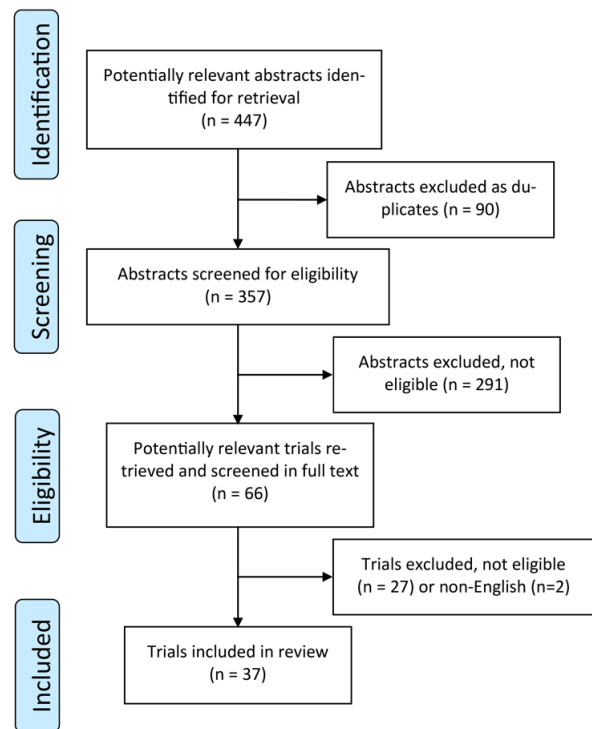 Identification
Potentially relevant abstracts iden-
tified for retrieval
(n = 447)
Abstracts excluded as du-
plicates (n = 90)
Screening
Abstracts screened for eligibility
(n = 357)
Abstracts excluded, not
eligible (n = 291)
Eligibility
Potentially relevant trials re-
trieved and screened in full text
(n = 66)
Trials excluded, not eligible
(n = 27) or non-English (n=2)
Included
Trials included in review
(n = 37)